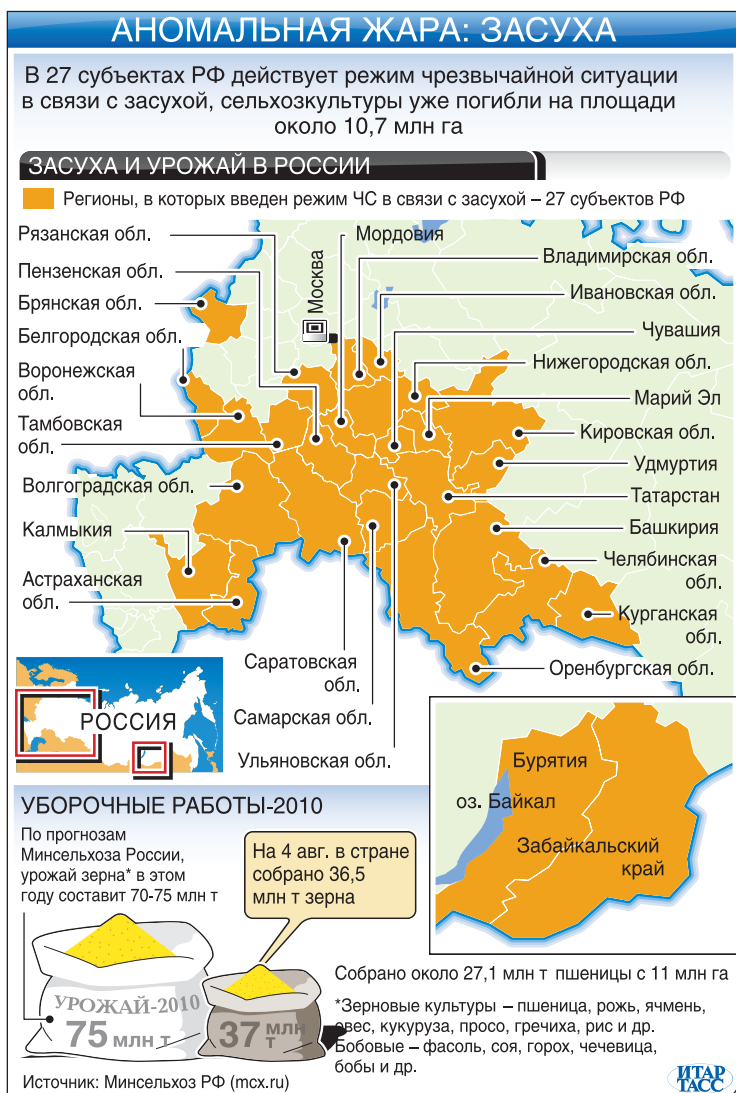 АНОМАЛЬНАЯ ЖАРА: ЗАСУХА
В 27 субъектах РФ действует режим чрезвычайной ситуации
в связи с засухой, сельхозкультуры уже погибли на площади
около 10,7 млн га
ЗАСУХА И УРОЖАЙ В РОССИИ
Регионы, в которых введен режим ЧС в связи с засухой – 27 субъектов РФ
Рязанская обл.
Пензенская обл.
Брянская обл.
Белгородская обл.
Воронежская
обл.
Тамбовская
обл.
Волгоградская обл.
Калмыкия
Астраханская
обл.
Москва
Мордовия
Владимирская обл.
Ивановская обл.
Чувашия
Нижегородская обл.
Марий Эл
Кировская обл.
Удмуртия
Татарстан
Башкирия
Челябинская
обл.
Курганская
обл.
Оренбургская обл.
Саратовская
обл.
Самарская обл.
Ульяновская обл.
РОССИЯ
Бурятия
оз. Байкал
Забайкальский
край
УБОРОЧНЫЕ РАБОТЫ-2010
По прогнозам
Минсельхоза России,
урожай зерна* в этом
году составит 70-75 млн т
На 4 авг. в стране
собрано 36,5
млн т зерна
УРОЖАЙ-2010
75 млн т
37 млн
т
Собрано около 27,1 млн т пшеницы с 11 млн га
*Зерновые культуры – пшеница, рожь, ячмень,
овес, кукуруза, просо, гречиха, рис и др.
Бобовые – фасоль, соя, горох, чечевица,
бобы и др.
Источник: Минсельхоз РФ (mcx.ru)
ИТАР
ТАСС